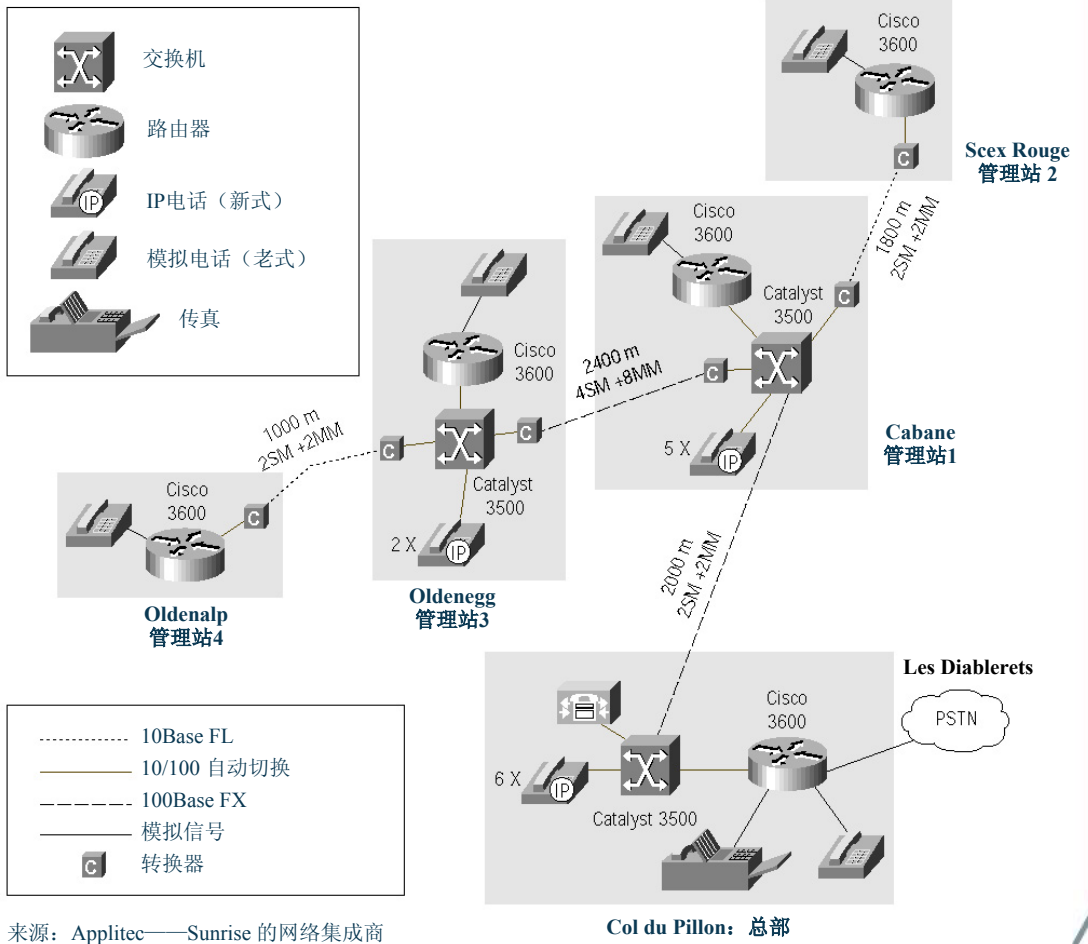 交换机
路由器
IP
IP电话（新式）
模拟电话（老式）
传真
Cisco
3600
C
Scex Rouge
管理站 2
1800 m
2SM +2MM
Cisco
3600
C
Catalyst
3500
C
5 X
IP
Cabane
管理站1
2400 m
4SM +8MM
Cisco
3600
C
C
Catalyst
3500
2 X
IP
Oldenegg
管理站3
1000 m
2SM +2MM
Cisco
3600
C
Oldenalp
管理站4
2000 m
2SM +2MM
Les Diablerets
PSTN
Cisco
3600
6 X
IP
Catalyst 3500
Col du Pillon：总部
10Base FL
10/100 自动切换
100Base FX
模拟信号
C
转换器
来源：Applitec——Sunrise 的网络集成商